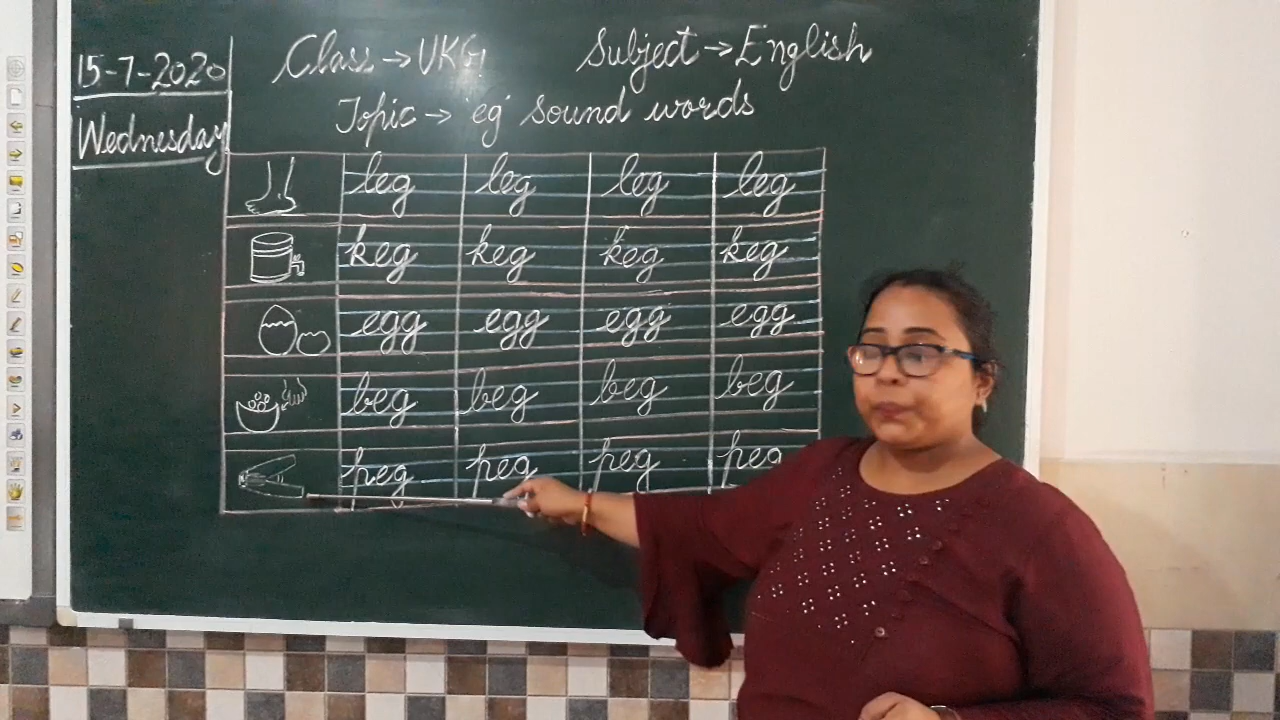 15-7-2020
Wednesday
Class → UKG
Subject → English
Topic → 'eg' sound words
leg leg leg leg
keg keg keg keg
egg egg egg egg
beg beg beg beg
peg peg peg peg